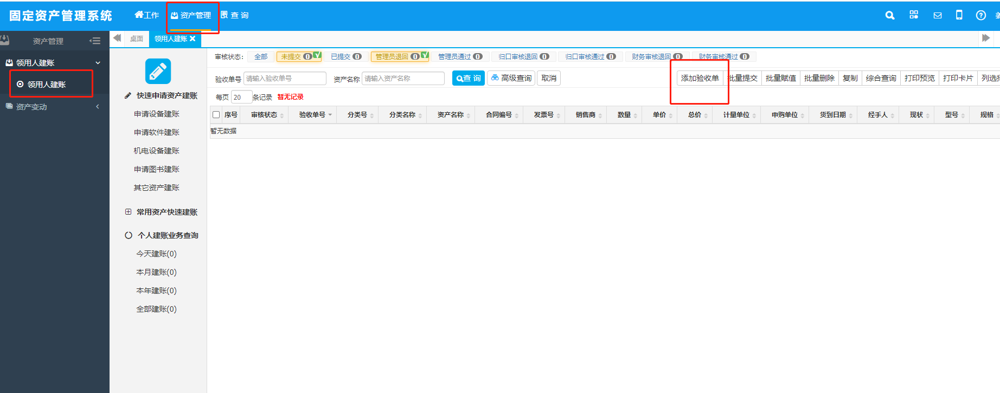 固定资产管理系统 工作 资产管理 查 询
资产管理
领用人建账
领用人建账
资产变动
桌面 领用人建账
快速申请资产建账
申请设备建账
申请软件建账
机电设备建账
申请图书建账
其它资产建账
常用资产快速建账
个人建账业务查询
今天建账(0)
本月建账(0)
本年建账(0)
全部建账(0)
审核状态: 全部 未提交 0 已提交 0 管理员退回 0 管理员通过 0 归口审核退回 0 归口审核通过 0 财务审核退回 0 财务审核通过 0
验收单号 请输入验收单号 资产名称 请输入资产名称 查 询 高级查询 取消 添加验收单 批量提交 批量赋值 批量删除 复制 综合查询 打印预览 打印卡片 列选择
每页 20 条记录 暂无记录
序号 审核状态 验收单号 分类号 分类名称 资产名称 合同编号 发票号 销售商 数量 单价 总价 计量单位 申购单位 货到日期 经手人 现状 型号 规格
暂无数据